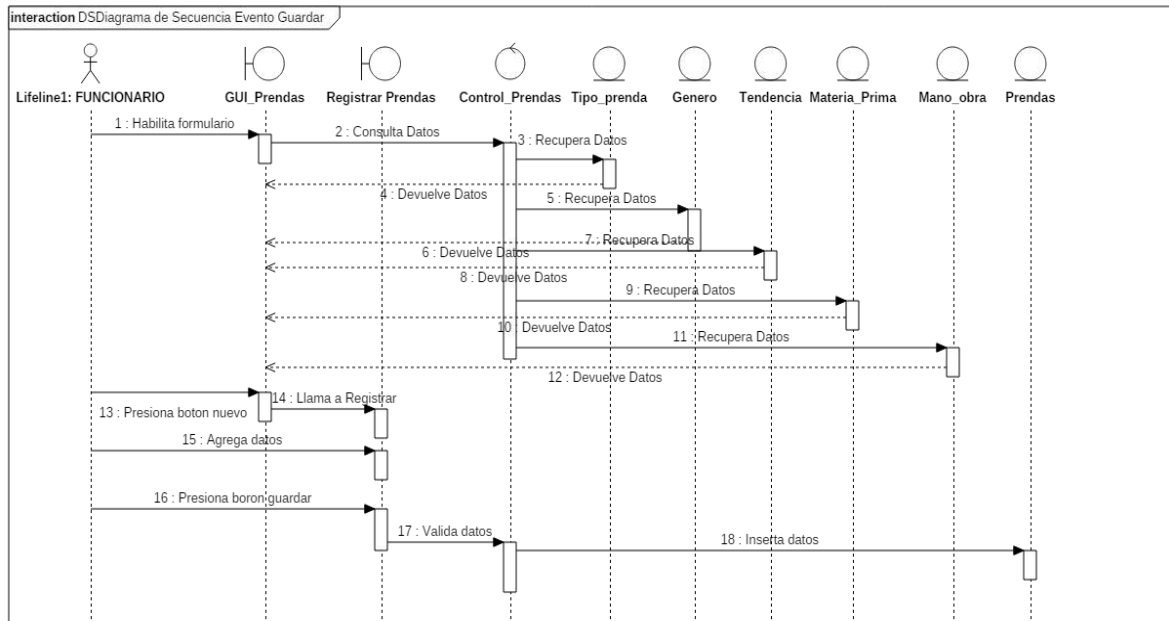 interaction DSDiagrama de Secuencia Evento Guardar
Lifeline1: FUNCIONARIO
GUI_Prendas
Registrar Prendas
Control_Prendas
Tipo_prenda
Genero
Tendencia
Materia_Prima
Mano_obra
Prendas
1 : Habilita formulario
2 : Consulta Datos
3 : Recupera Datos
4 : Devuelve Datos
5 : Recupera Datos
7 : Recupera Datos
6 : Devuelve Datos
8 : Devuelve Datos
9 : Recupera Datos
10 : Devuelve Datos
11 : Recupera Datos
12 : Devuelve Datos
14 : Llama a Registrar
13 : Presiona boton nuevo
15 : Agrega datos
16 : Presiona boron guardar
17 : Valida datos
18 : Inserta datos